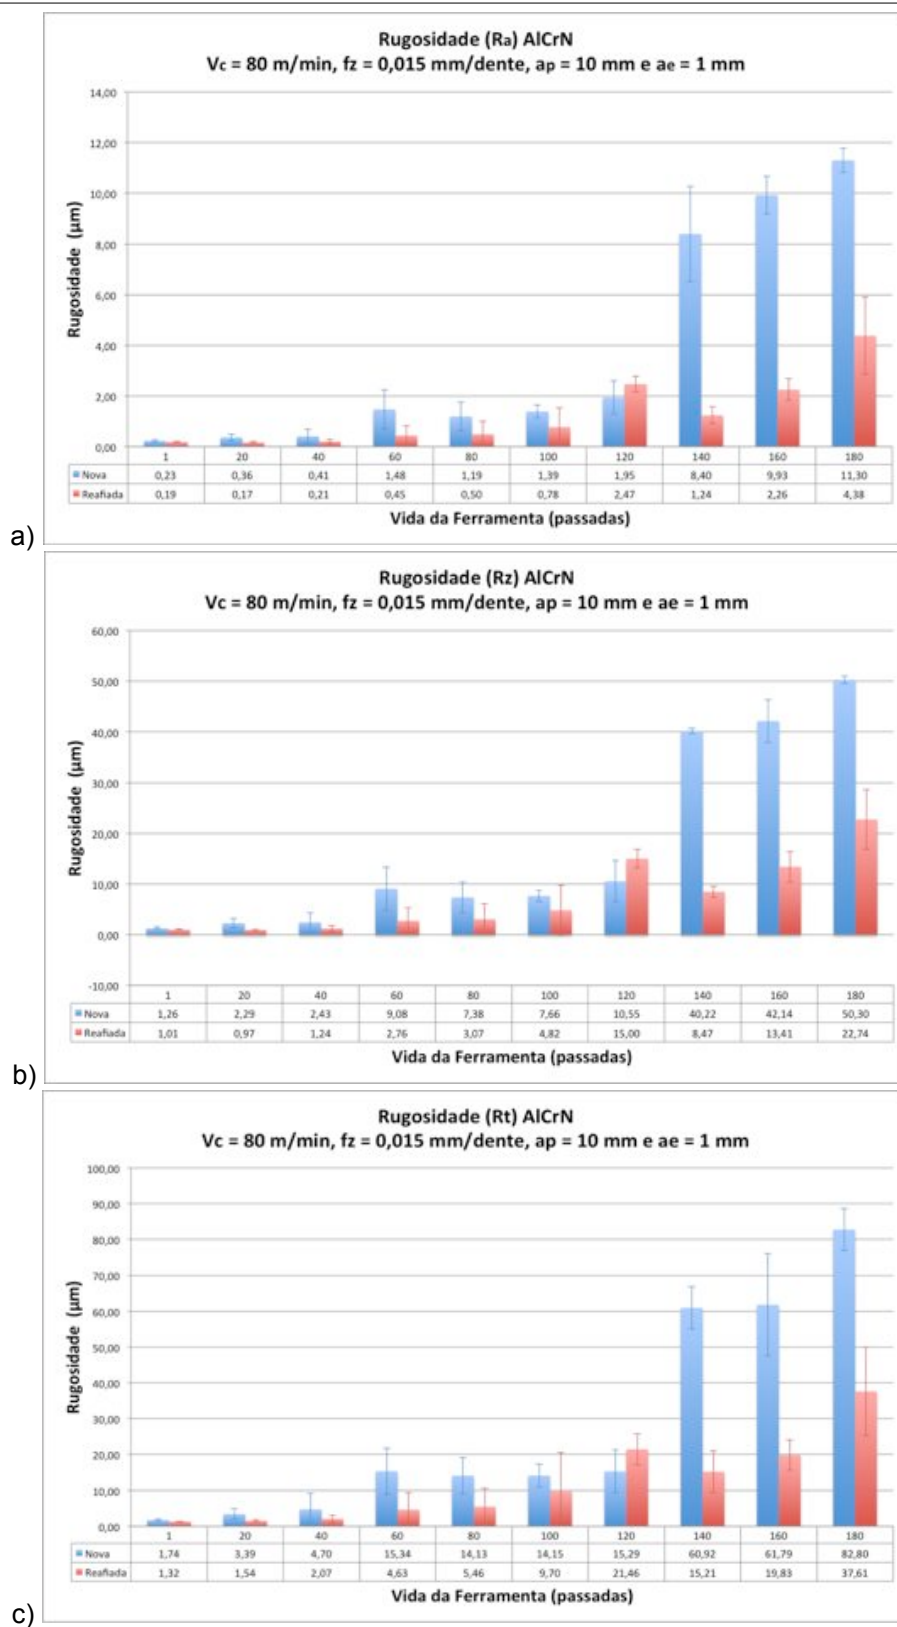 Rugosidade (Ra) AlCrN
Vc = 80 m/min, fz = 0,015 mm/dente, ap = 10 mm e ae = 1 mm
14,00
12,00
10,00
8,00
6,00
4,00
2,00
0,00
Rugosidade (µm)
1 20 40 60 80 100 120 140 160 180
Nova 0,23 0,36 0,41 1,48 1,19 1,39 1,95 8,40 9,93 11,30
Reafiada 0,19 0,17 0,21 0,45 0,50 0,78 2,47 1,24 2,26 4,38
Vida da Ferramenta (passadas)
a)
Rugosidade (Rz) AlCrN
Vc = 80 m/min, fz = 0,015 mm/dente, ap = 10 mm e ae = 1 mm
60,00
50,00
40,00
30,00
20,00
10,00
0,00
-10,00
Rugosidade (µm)
1 20 40 60 80 100 120 140 160 180
Nova 1,26 2,29 2,43 9,08 7,38 7,66 10,55 40,22 42,14 50,30
Reafiada 1,01 0,97 1,24 2,76 3,07 4,82 15,00 8,47 13,41 22,74
Vida da Ferramenta (passadas)
b)
Rugosidade (Rt) AlCrN
Vc = 80 m/min, fz = 0,015 mm/dente, ap = 10 mm e ae = 1 mm
100,00
90,00
80,00
70,00
60,00
50,00
40,00
30,00
20,00
10,00
0,00
Rugosidade (µm)
1 20 40 60 80 100 120 140 160 180
Nova 1,74 3,39 4,70 15,34 14,13 14,15 15,29 60,92 61,79 82,80
Reafiada 1,32 1,54 2,07 4,63 5,46 9,70 21,46 15,21 19,83 37,61
Vida da Ferramenta (passadas)
c)